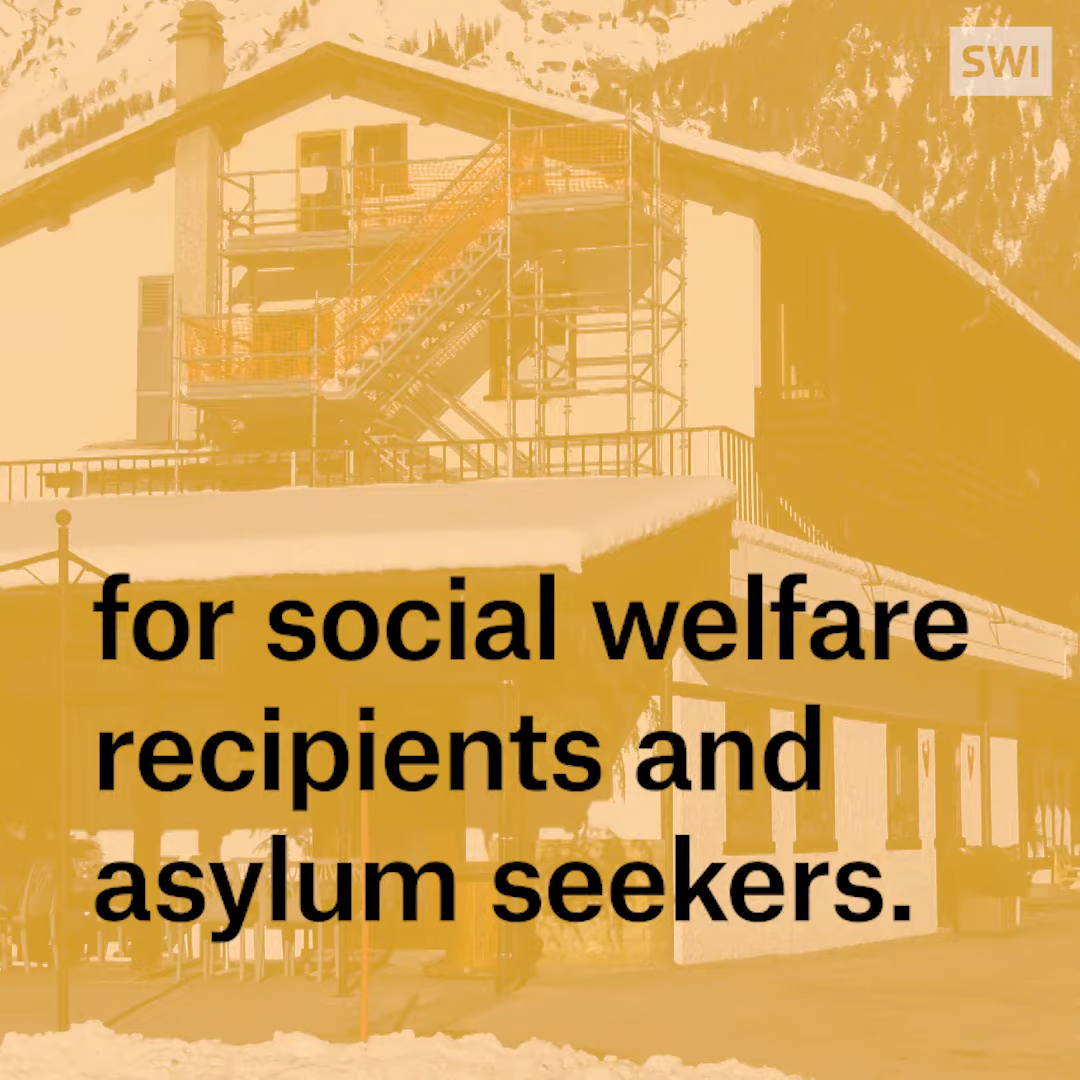 SWI
for social welfare
recipients and
asylum seekers.